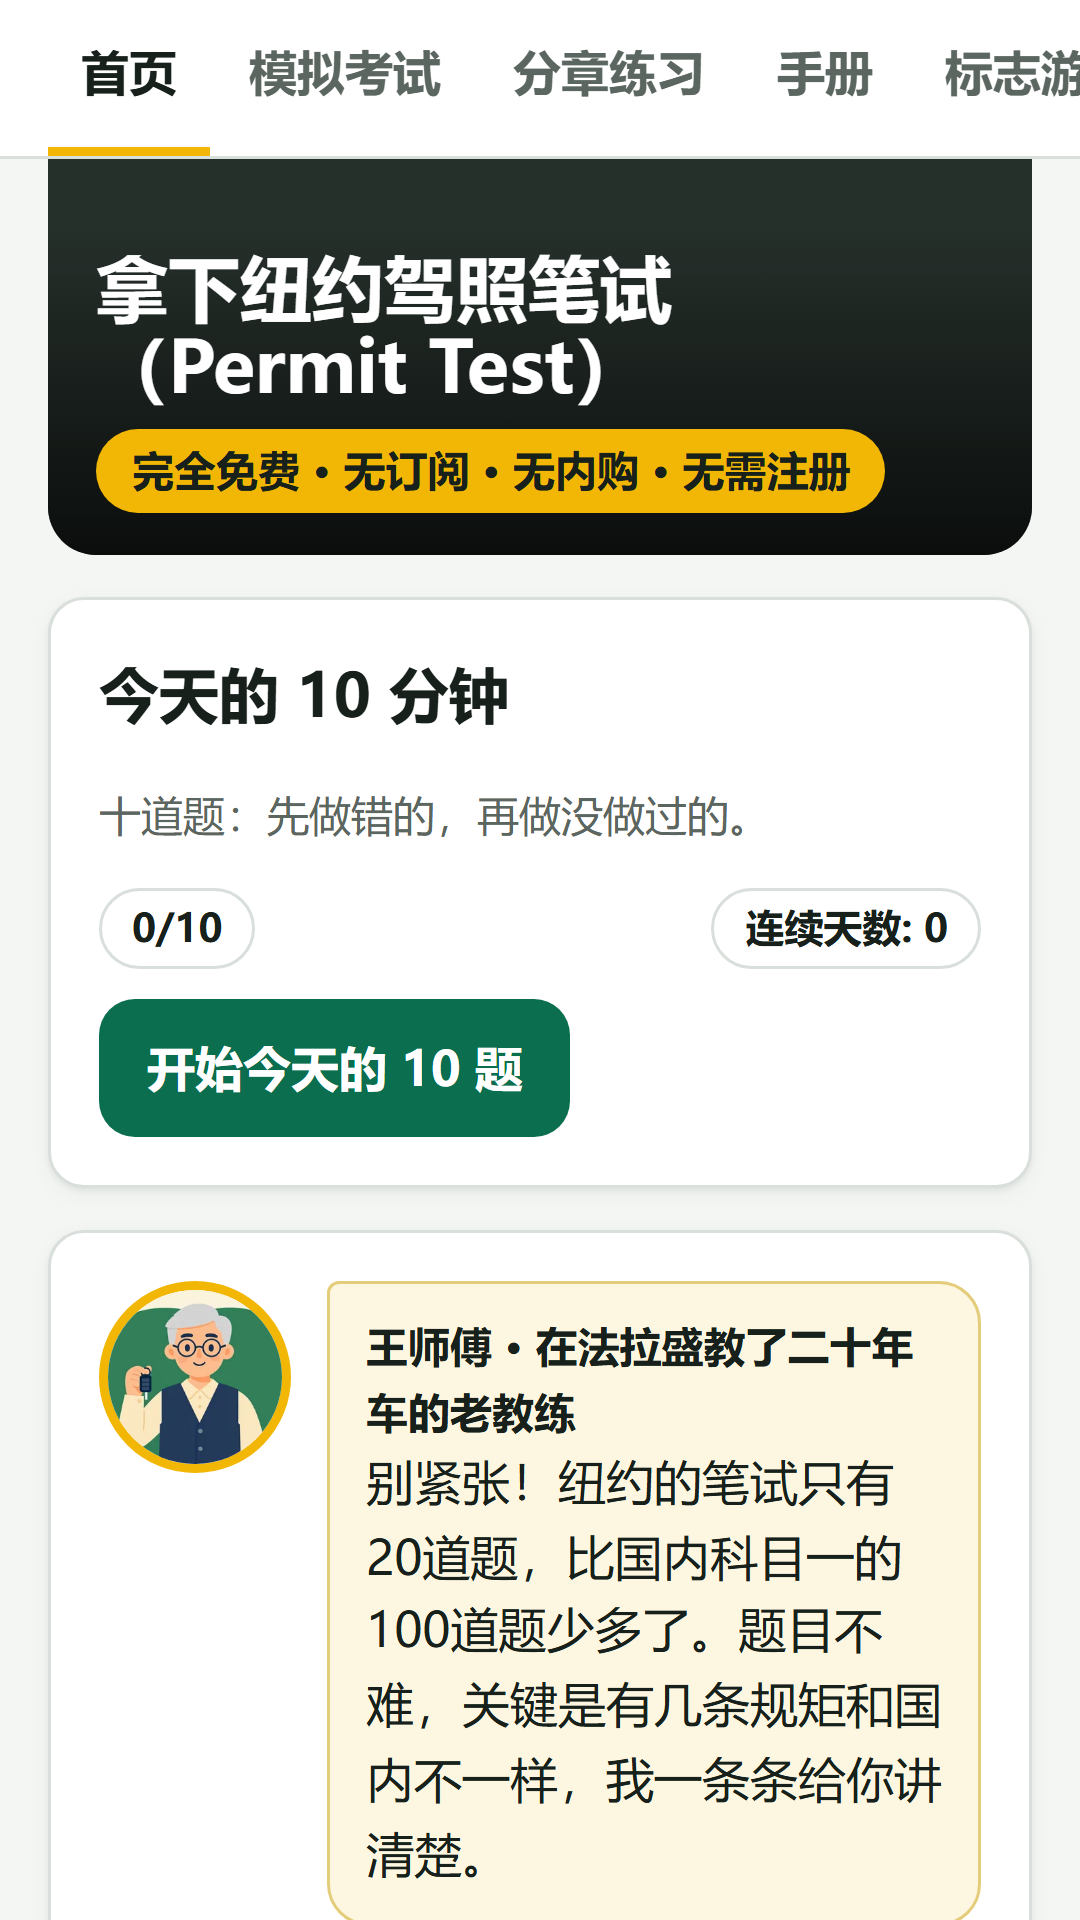 首页 模拟考试 分章练习 手册 标志游
拿下纽约驾照笔试
（Permit Test）
完全免费·无订阅·无内购·无需注册
今天的 10 分钟
十道题：先做错的，再做没做过的。
0/10 连续天数: 0
开始今天的 10 题
王师傅·在法拉盛教了二十年
车的老教练
别紧张！纽约的笔试只有
20道题，比国内科目一的
100道题少多了。题目不
难，关键是有几条规矩和国
内不一样，我一条条给你讲
清楚。